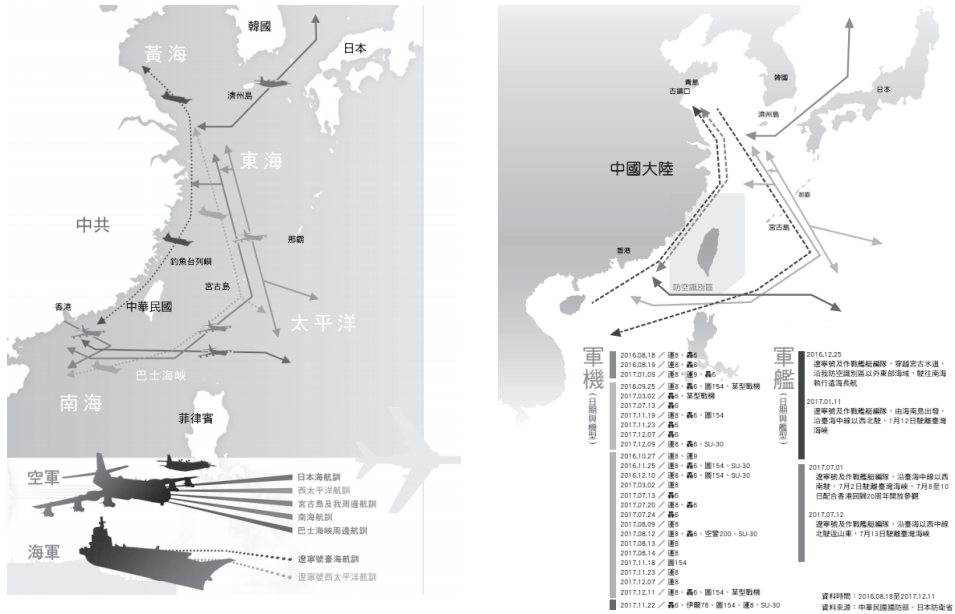 韓國
日本
黃海
濟州島
東海
中共
那霸
釣魚台列嶼
宮古島
香港
中華民國
太平洋
巴士海峽
南海
菲律賓
空軍
日本海航訓
西太平洋航訓
宮古島及我周邊航訓
南海航訓
巴士海峽周邊航訓
海軍
遼寧號臺海航訓
遼寧號西太平洋航訓
青島
古鎮口
韓國
日本
濟州島
中國大陸
那霸
宮古島
香港
防空識別區
軍機(日期與機型)
2016.08.18 / 運8、轟6
2016.08.19 / 運8、轟6
2017.01.09 / 運8、運9、轟6
2016.09.25 / 運8、轟6、圖154、某型戰機
2017.03.02 / 轟6、某型戰機
2017.07.13 / 轟6
2017.11.19 / 運8、轟6、圖154
2017.11.23 / 轟6
2017.12.07 / 轟6
2017.12.09 / 運8、轟6、SU-30
2016.10.27 / 運8、運9
2016.11.25 / 運8、轟6、圖154、SU-30
2016.12.10 / 運8、轟6、圖154、SU-30
2017.03.02 / 運8
2017.07.13 / 轟6
2017.07.20 / 運8、轟6
2017.07.24 / 轟6
2017.08.09 / 運8
2017.08.12 / 運8、轟6、空警200、SU-30
2017.08.13 / 運8
2017.08.14 / 運8
2017.11.18 / 圖154
2017.11.23 / 運8
2017.12.07 / 運8
2017.12.11 / 運8、轟6、圖154、某型戰機
2017.11.22 / 轟6、伊爾78、圖154、運8、SU-30
軍艦(日期與艦型)
2016.12.25
遼寧號及作戰艦艇編隊,穿越宮古水道,
沿我防空識別區以外東部海域,駛往南海
執行遠海長航
2017.01.11
遼寧號及作戰艦艇編隊,由海南島出發,
沿臺海中線以西北駛,1月12日駛離臺灣
海峽
2017.07.01
遼寧號及作戰艦艇編隊,沿臺海中線以西
南駛,7月2日駛離臺灣海峽,7月8至10
日配合香港回歸20周年開放參觀
2017.07.12
遼寧號及作戰艦艇編隊,沿臺海以西中線
北駛返山東,7月13日駛離臺灣海峽
資料時間:2016.08.18至2017.12.11
資料來源:中華民國國防部、日本防衛省